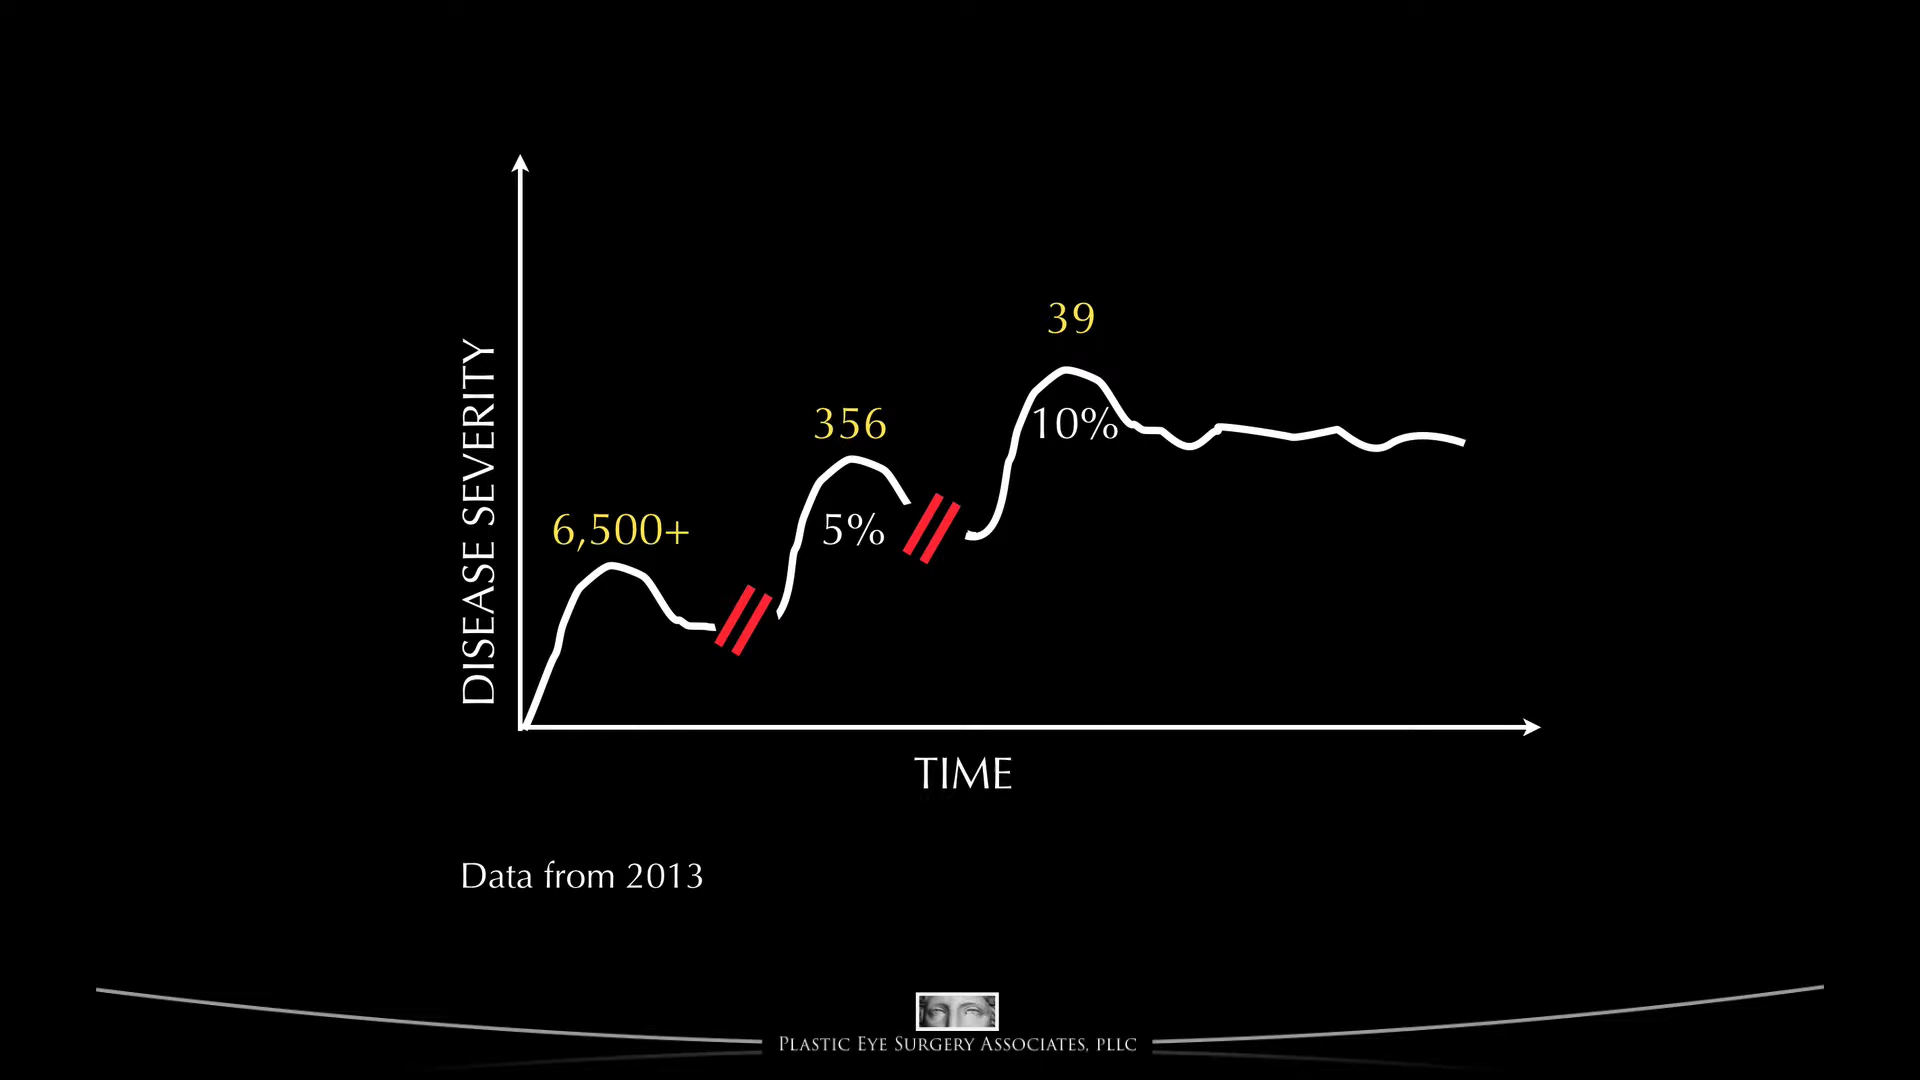 39
356
10%
6,500+
5%
DISEASE SEVERITY
TIME
Data from 2013
PLASTIC EYE SURGERY ASSOCIATES, PLLC